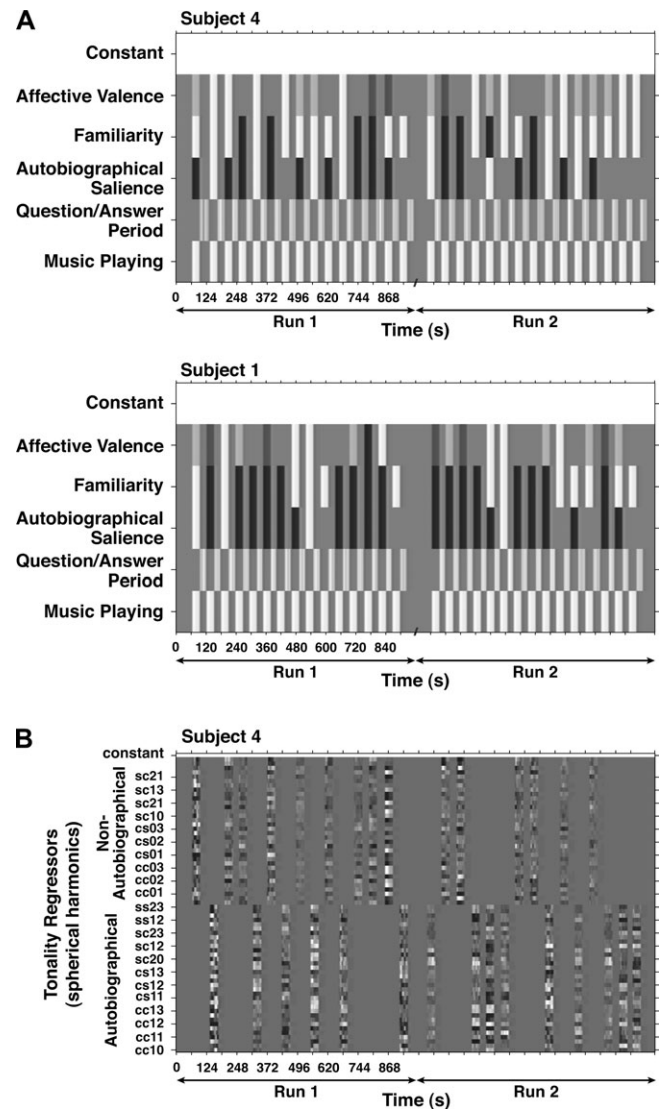 A
Subject 4
Constant
Affective Valence
Familiarity
Autobiographical
Salience
Question/Answer
Period
Music Playing
0 124 248 372 496 620 744 868
Run 1 Run 2
Time (s)
Subject 1
Constant
Affective Valence
Familiarity
Autobiographical
Salience
Question/Answer
Period
Music Playing
0 120 240 360 480 600 720 840
Run 1 Run 2
Time (s)
B
Subject 4
Tonality Regressors
(spherical harmonics)
Non-
Autobiographical
Autobiographical
constant
sc21
sc13
sc21
sc10
cs03
cs02
cs01
cc03
cc02
cc01
ss23
ss12
sc23
sc12
sc20
cs13
cs12
cs11
cc13
cc12
cc11
cc10
0 124 248 372 496 620 744 868
Run 1 Run 2
Time (s)